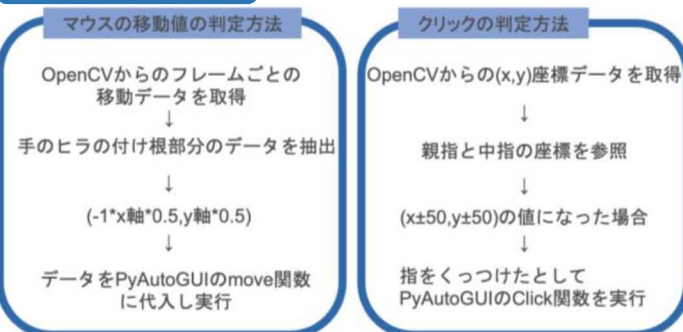 マウスの移動値の判定方法
OpenCVからのフレームごとの
移動データを取得
↓
手のヒラの付け根部分のデータを抽出
↓
(-1*x軸*0.5,y軸*0.5)
↓
データをPyAutoGUIのmove関数
に代入し実行
クリックの判定方法
OpenCVからの(x,y)座標データを取得
↓
親指と中指の座標を参照
↓
(x±50,y±50)の値になった場合
↓
指をくっつけたとして
PyAutoGUIのClick関数を実行